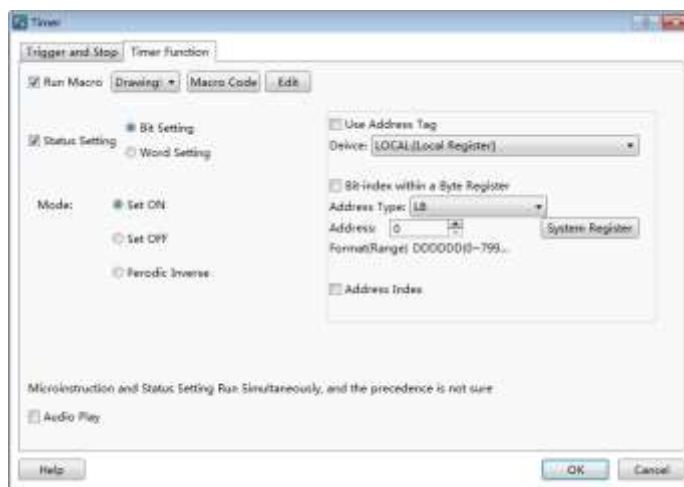 Timer
Trigger and Stop Timer Function
Run Macro Drawing Macro Code Edit
Status Setting
Bit Setting
Word Setting
Mode:
Set ON
Set OFF
Perodic Inverse
Use Address Tag
Deivce: LOCAL:(Local Register)
Bit-index within a Byte Register
Address Type: LB
Address: 0 System Register
Format(Range) DDDDDD(0~799...
Address Index
Microinstruction and Status Setting Run Simultaneously, and the precedence is not sure
Audio Play
Help OK Cancel